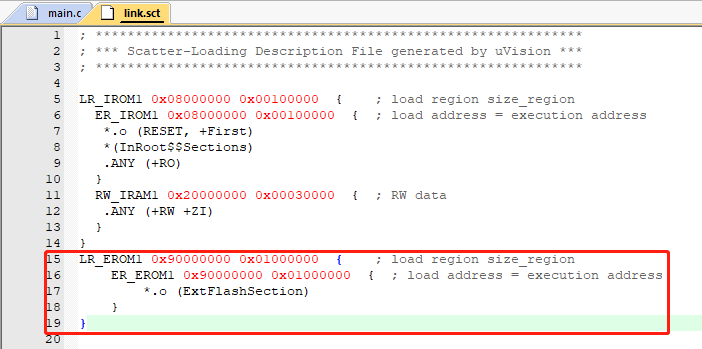 main.c link.sct
1 ; ****************************************************************
2 ; *** Scatter-Loading Description File generated by uVision ***
3 ; ****************************************************************
4
5 LR_IROM1 0x08000000 0x00100000 { ; load region size_region
6 ER_IROM1 0x08000000 0x00100000 { ; load address = execution address
7 *.o (RESET, +First)
8 *(InRoot$$Sections)
9 .ANY (+RO)
10 }
11 RW_IRAM1 0x20000000 0x00030000 { ; RW data
12 .ANY (+RW +ZI)
13 }
14 }
15 LR_EROM1 0x90000000 0x01000000 { ; load region size_region
16 ER_EROM1 0x90000000 0x01000000 { ; load address = execution address
17 *.o (ExtFlashSection)
18 }
19 }
20